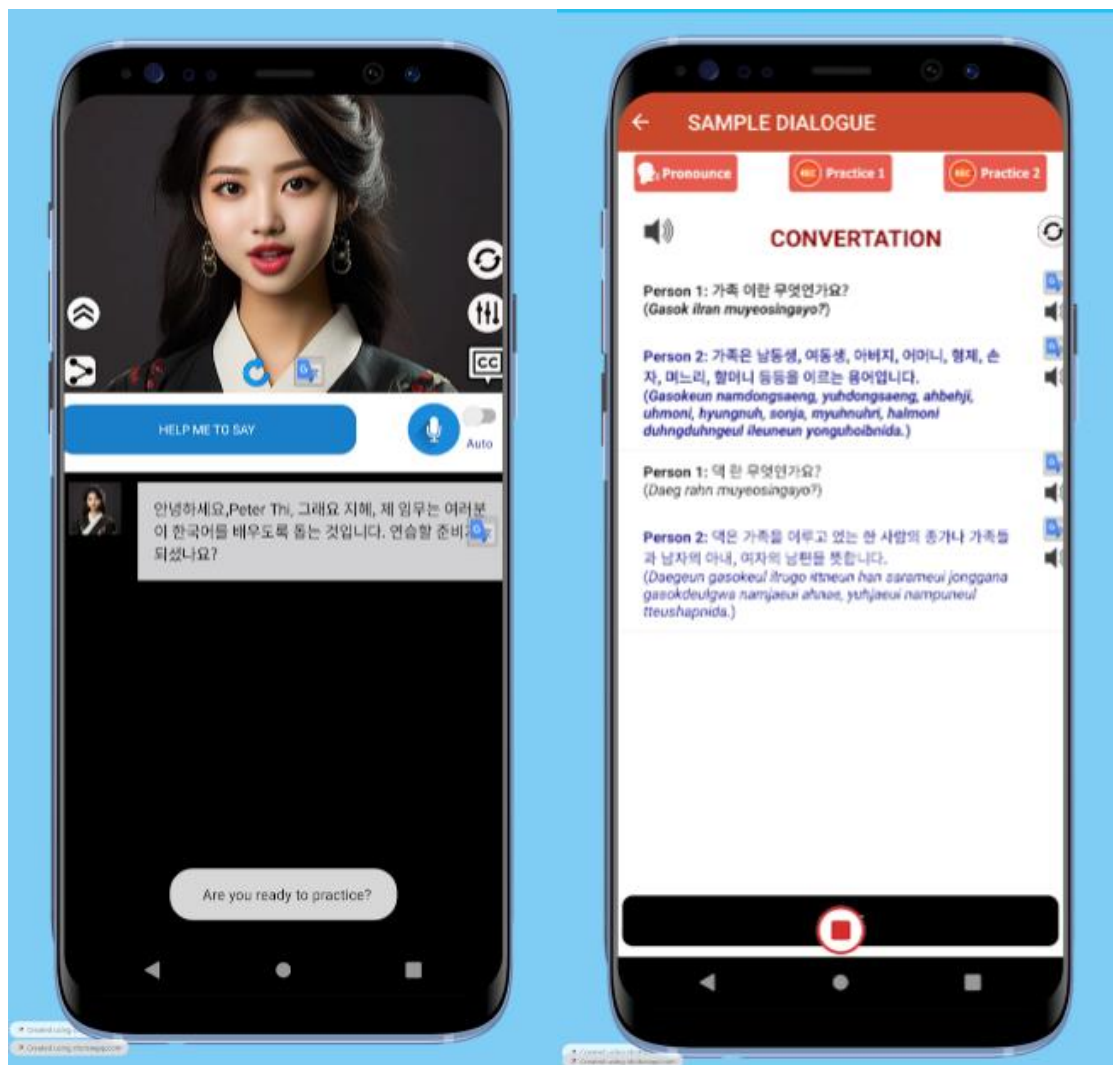 CC
HELP ME TO SAY
Auto
안녕하세요,Peter Thi, 그래요 지혜, 제 임무는 여러분
이 한국어를 배우도록 돕는 것입니다. 연습할 준비
되셨나요?
Are you ready to practice?
Created using
Created using
SAMPLE DIALOGUE
Pronounce
REC Practice 1
REC Practice 2
CONVERTATION
Person 1: 가족 이란 무엇인가요?
(Gasok ilran muyeosingayo?)
Person 2: 가족은 남동생, 여동생, 아버지, 어머니, 형제, 손
자, 며느리, 할머니 등등을 이르는 용어입니다.
(Gasokeun namdongsaeng, yuhdongsaeng, ahbehji,
uhmoni, hyungnuh, sonja, myuhnuhri, halmoni
duhngduhngeul ileuneun yonguhoibnida.)
Person 1: 댁 란 무엇인가요?
(Daeg rahn muyeosingayo?)
Person 2: 댁은 가족을 이루고 있는 한 사람의 종가나 가족들
과 남자의 아내, 여자의 남편을 뜻합니다.
(Daegeun gasokeul ilrugo ittneun han sarameui jonggana
gasokdeulgwa namjaeui ahnae, yuhjaeui nampuneul
tteushapnida.)
Created using